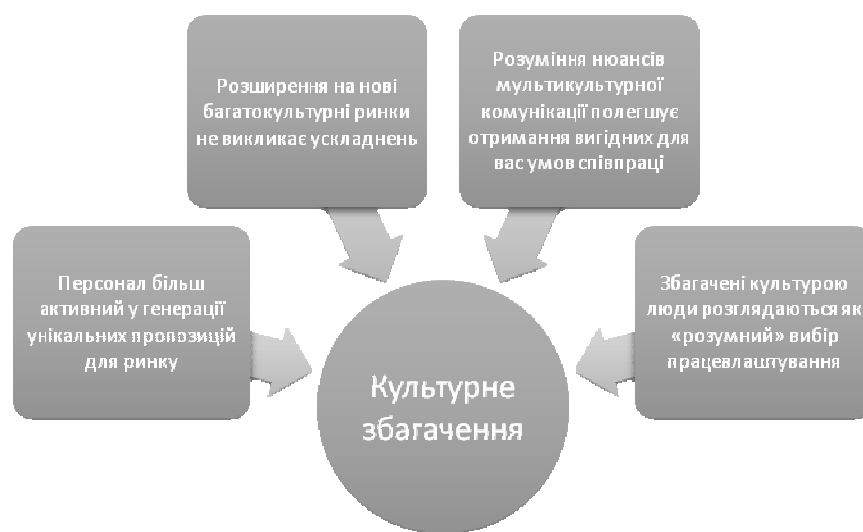 Розширення на нові
багатокультурні ринки
не викликає ускладнень
Розуміння нюансів
мультикультурної
комунікації полегшує
отримання вигідних для
вас умов співпраці
Персонал більш
активний у генерації
унікальних пропозицій
для ринку
Збагачені культурою
люди розглядаються як
«розумний» вибір
працевлаштування
Культурне
збагачення